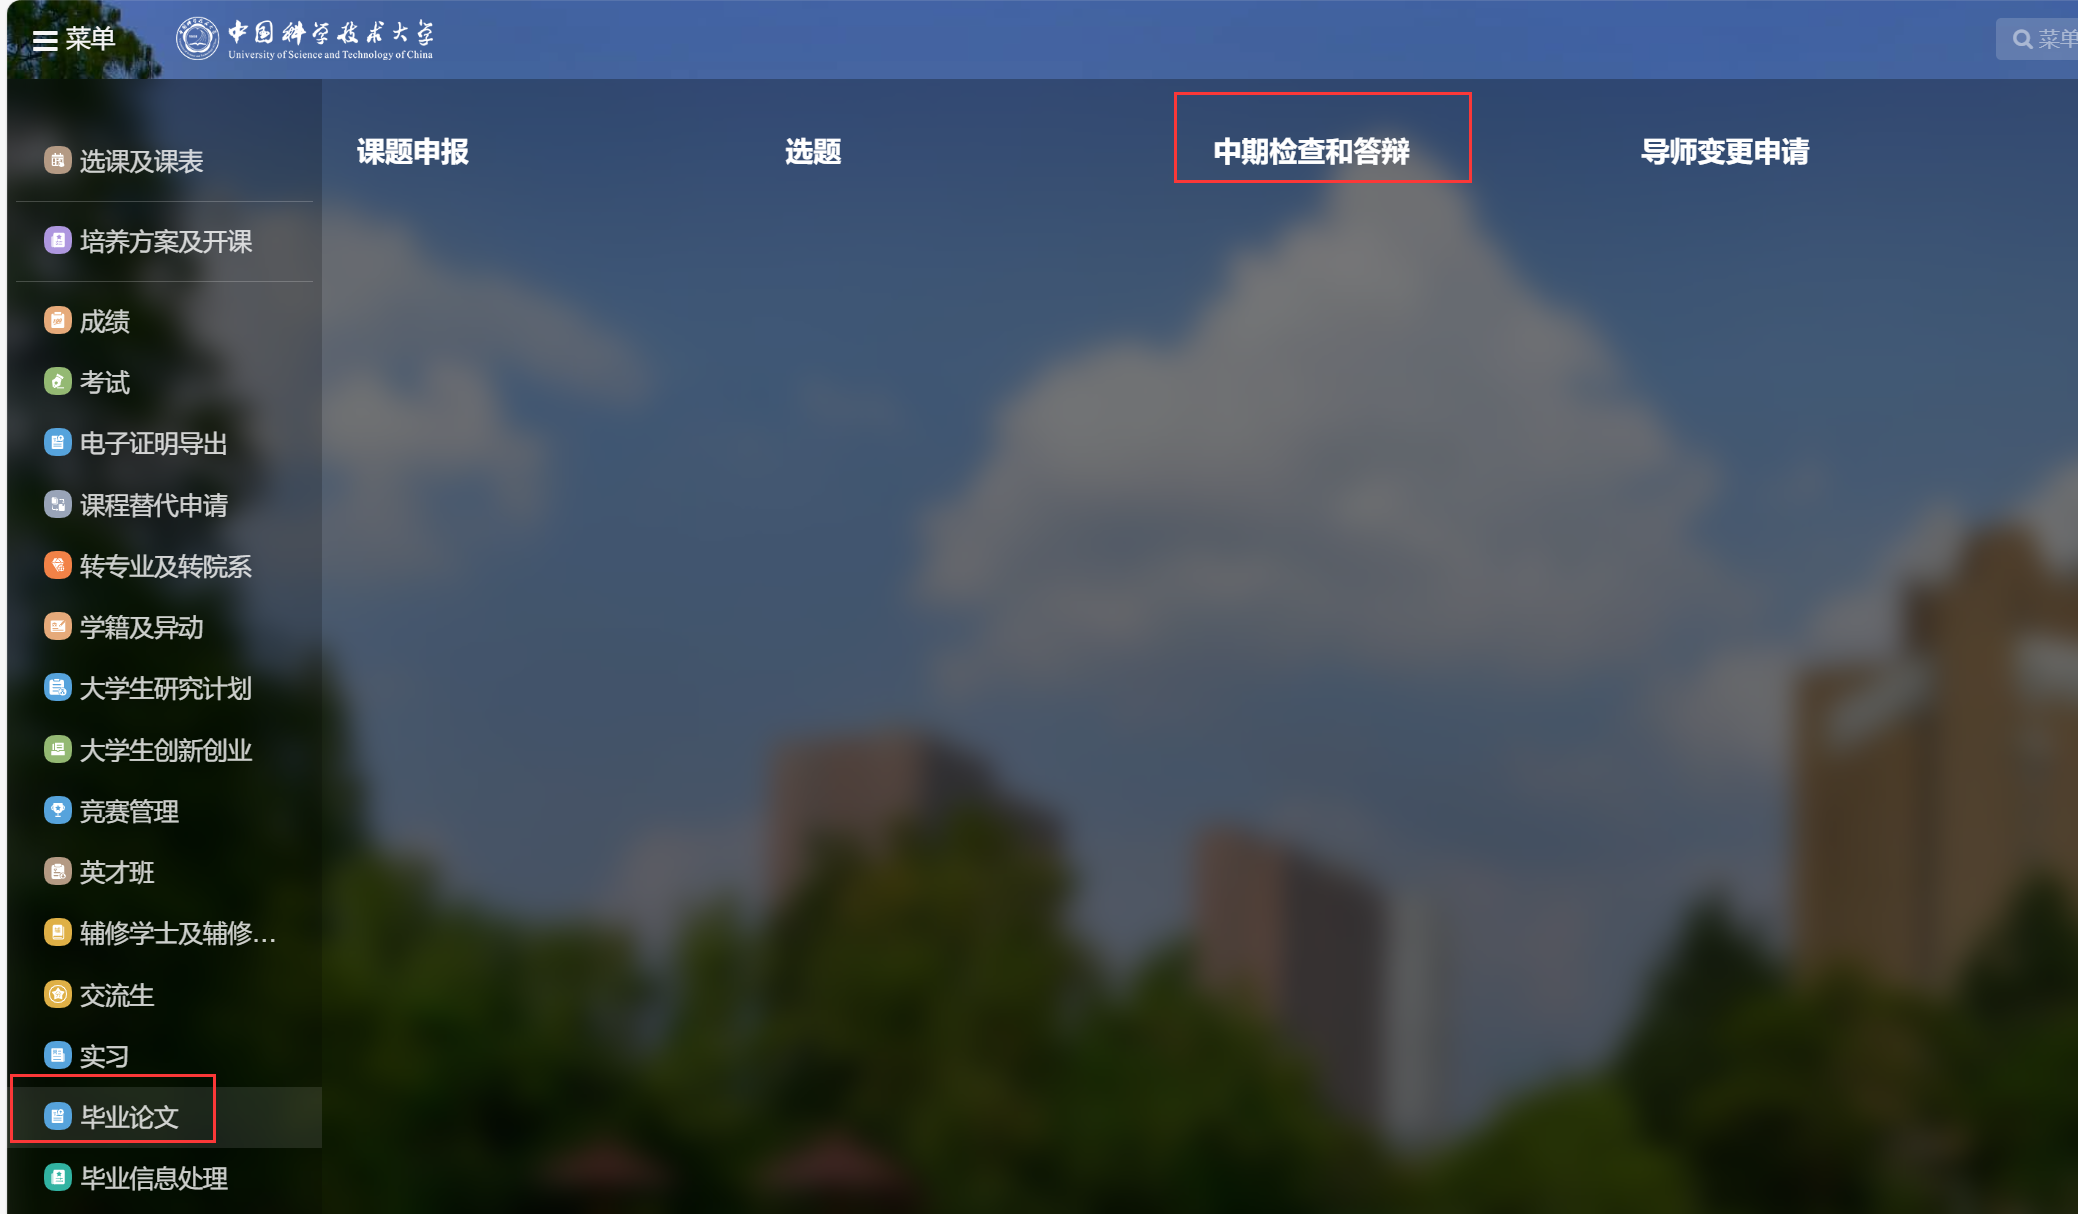 菜单
中国科学技术大学
University of Science and Technology of China
菜单
选课及课表
培养方案及开课
成绩
考试
电子证明导出
课程替代申请
转专业及转院系
学籍及异动
大学生研究计划
大学生创新创业
竞赛管理
英才班
辅修学士及辅修...
交流生
实习
毕业论文
毕业信息处理
课题申报
选题
中期检查和答辩
导师变更申请